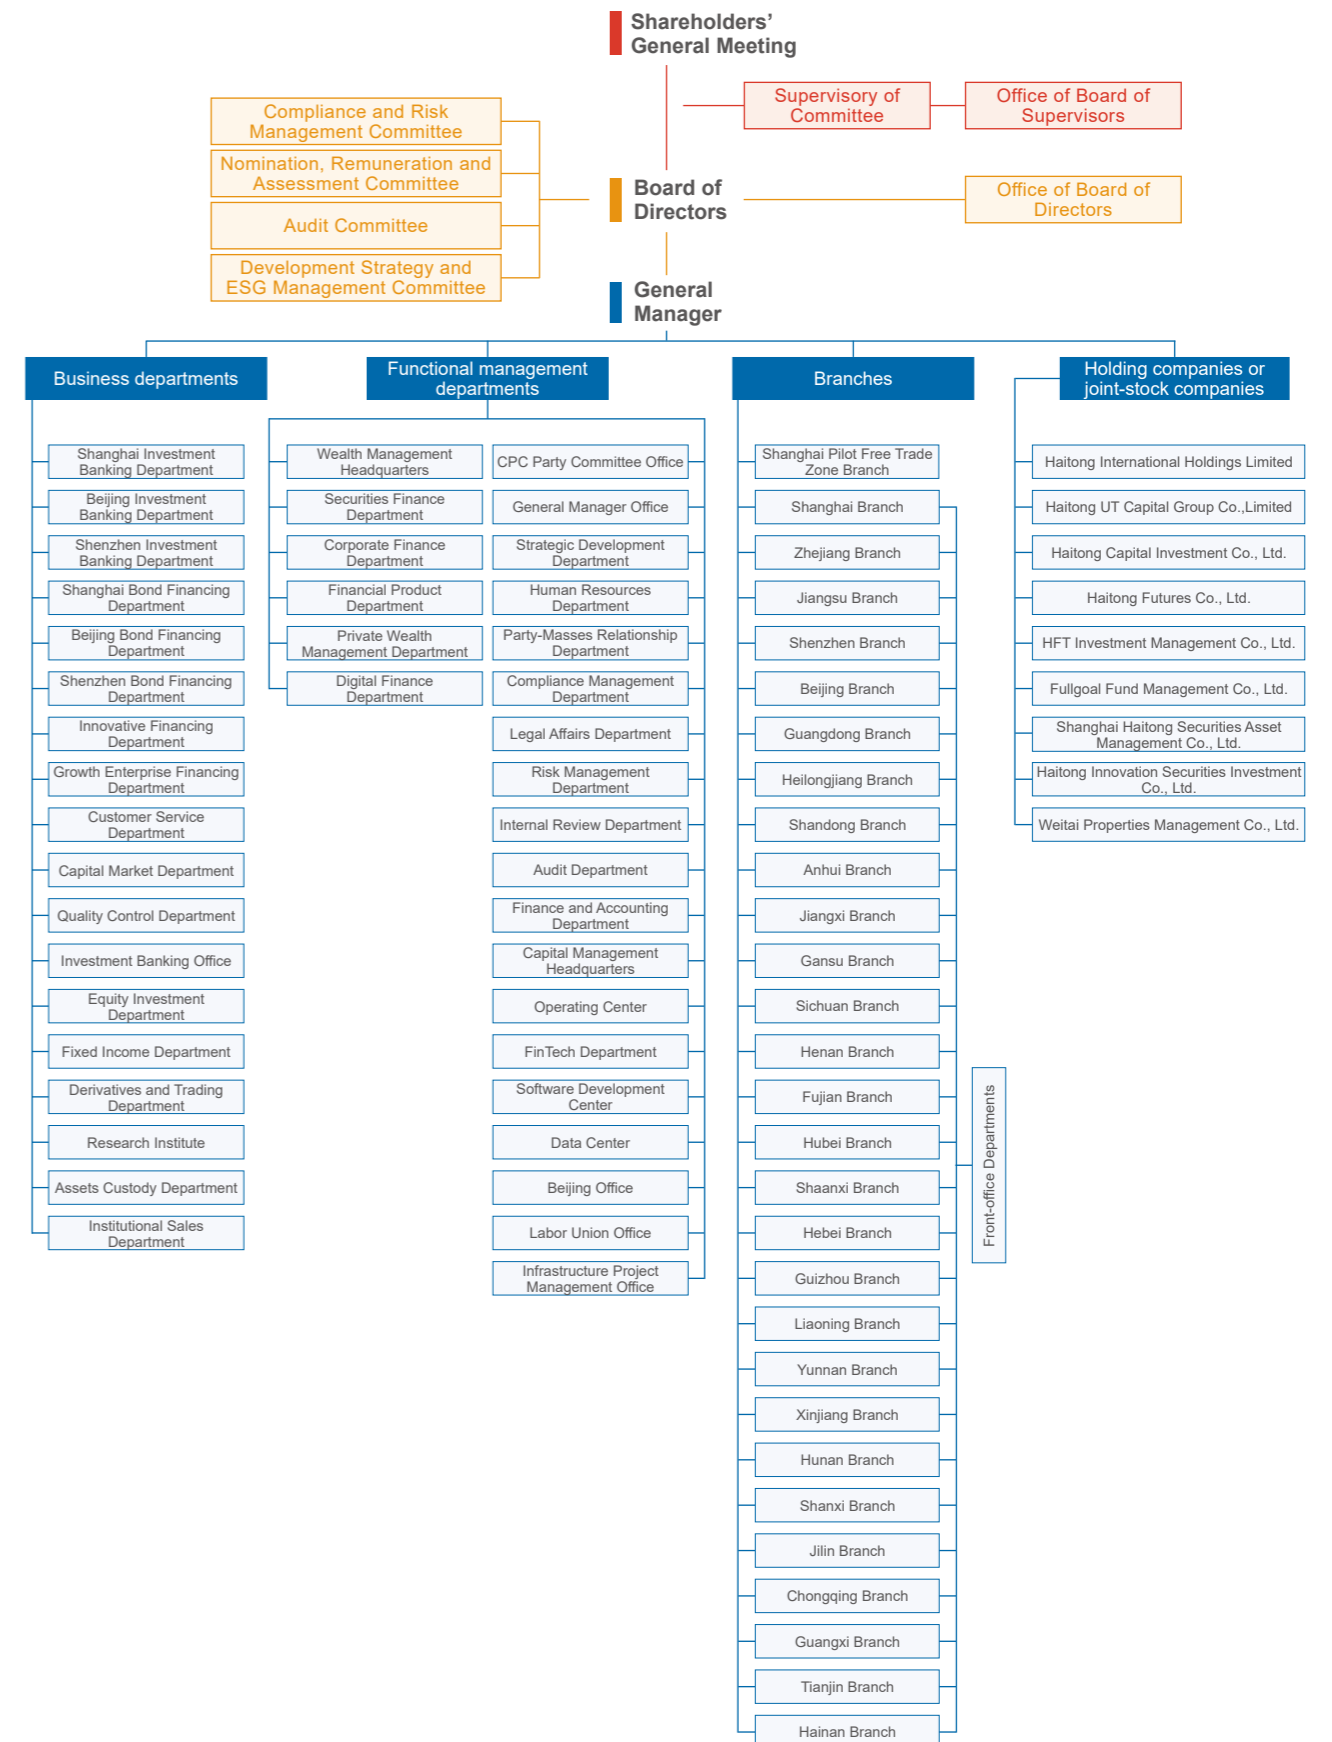 Shareholders’
General Meeting
Supervisory of
Committee
Office of Board of
Supervisors
Compliance and Risk
Management Committee
Nomination, Remuneration and
Assessment Committee
Audit Committee
Development Strategy and
ESG Management Committee
Board of
Directors
Office of Board of
Directors
General
Manager
Business departments
Shanghai Investment
Banking Department
Beijing Investment
Banking Department
Shenzhen Investment
Banking Department
Shanghai Bond Financing
Department
Beijing Bond Financing
Department
Shenzhen Bond Financing
Department
Innovative Financing
Department
Growth Enterprise Financing
Department
Customer Service
Department
Capital Market Department
Quality Control Department
Investment Banking Office
Equity Investment
Department
Fixed Income Department
Derivatives and Trading
Department
Research Institute
Assets Custody Department
Institutional Sales
Department
Functional management
departments
Wealth Management
Headquarters
Securities Finance
Department
Corporate Finance
Department
Financial Product
Department
Private Wealth
Management Department
Digital Finance
Department
CPC Party Committee Office
General Manager Office
Strategic Development
Department
Human Resources
Department
Party-Masses Relationship
Department
Compliance Management
Department
Legal Affairs Department
Risk Management
Department
Internal Review Department
Audit Department
Finance and Accounting
Department
Capital Management
Headquarters
Operating Center
FinTech Department
Software Development
Center
Data Center
Beijing Office
Labor Union Office
Infrastructure Project
Management Office
Branches
Shanghai Pilot Free Trade
Zone Branch
Shanghai Branch
Zhejiang Branch
Jiangsu Branch
Shenzhen Branch
Beijing Branch
Guangdong Branch
Heilongjiang Branch
Shandong Branch
Anhui Branch
Jiangxi Branch
Gansu Branch
Sichuan Branch
Henan Branch
Fujian Branch
Hubei Branch
Shaanxi Branch
Hebei Branch
Guizhou Branch
Liaoning Branch
Yunnan Branch
Xinjiang Branch
Hunan Branch
Shanxi Branch
Jilin Branch
Chongqing Branch
Guangxi Branch
Tianjin Branch
Hainan Branch
Front-office Departments
Holding companies or
joint-stock companies
Haitong International Holdings Limited
Haitong UT Capital Group Co.,Limited
Haitong Capital Investment Co., Ltd.
Haitong Futures Co., Ltd.
HFT Investment Management Co., Ltd.
Fullgoal Fund Management Co., Ltd.
Shanghai Haitong Securities Asset
Management Co., Ltd.
Haitong Innovation Securities Investment
Co., Ltd.
Weitai Properties Management Co., Ltd.